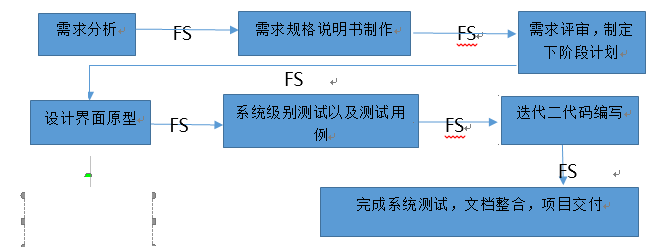 需求分析
FS
需求规格说明书制作
FS
需求评审，制定
下阶段计划
FS
设计界面原型
FS
系统级别测试以及测试用
例
FS
迭代二代码编写
FS
完成系统测试，文档整合，项目交付